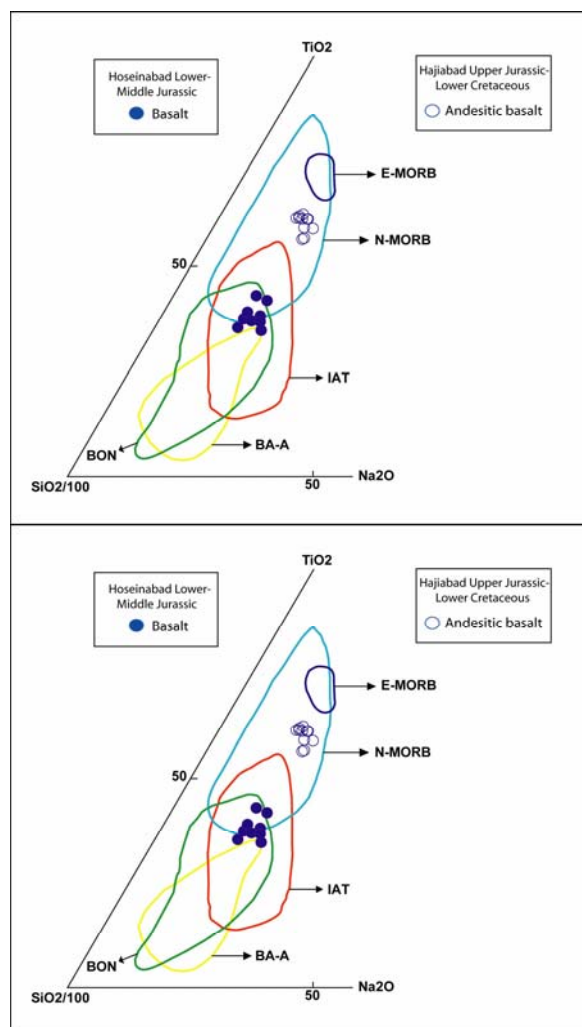 TiO2
Hoseinabad Lower-
Middle Jurassic
Basalt
Hajiabad Upper Jurassic-
Lower Cretaceous
Andesitic basalt
E-MORB
N-MORB
50
IAT
BON
BA-A
SiO2/100
50
Na2O
TiO2
Hoseinabad Lower-
Middle Jurassic
Basalt
Hajiabad Upper Jurassic-
Lower Cretaceous
Andesitic basalt
E-MORB
N-MORB
50
IAT
BON
BA-A
SiO2/100
50
Na2O